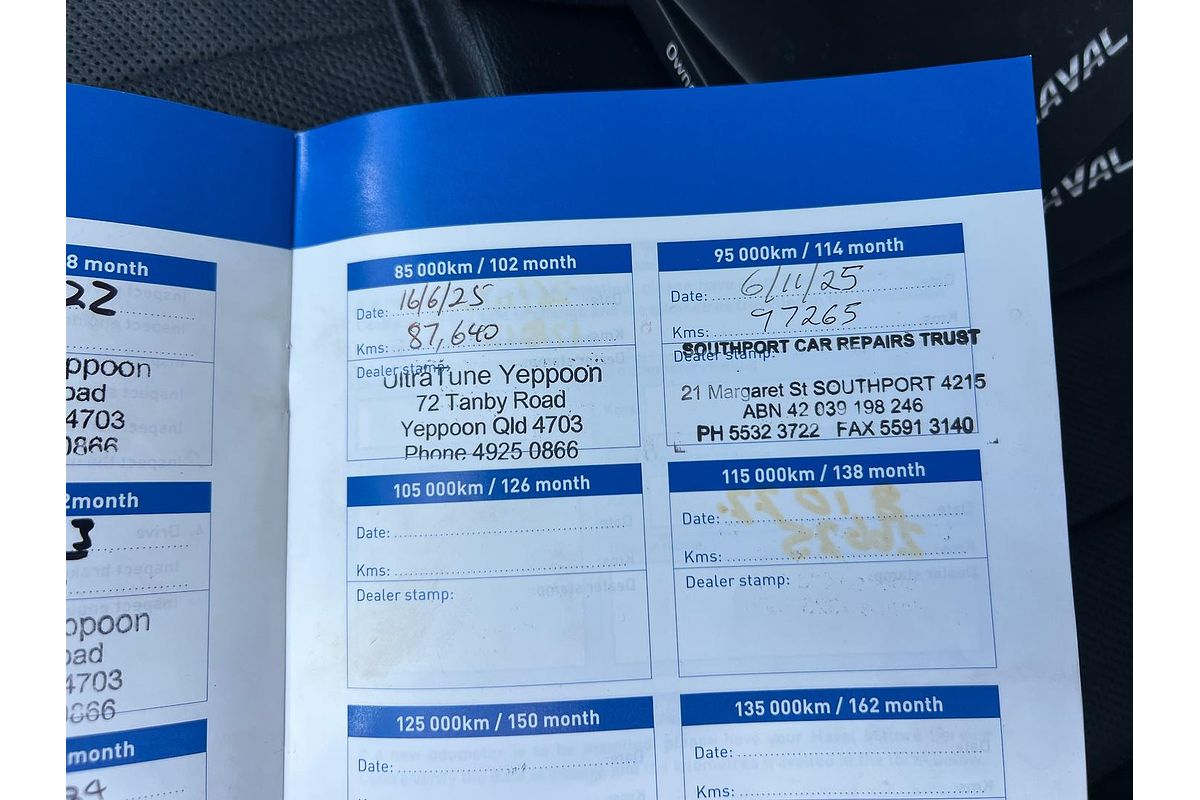 Own
HAVAL
HAVAL
8 month
22
ppoon
oad
4703
0866
2month
3
ppoon
oad
4703
0866
month
24
85 000km / 102 month
Date: 16/6/25
Kms: 87,640
Dealer stamp:
UltraTune Yeppoon
72 Tanby Road
Yeppoon Qld 4703
Phone 4925 0866
95 000km / 114 month
Date: 6/11/25
Kms: 97265
Dealer stamp:
SOUTHPORT CAR REPAIRS TRUST
21 Margaret St SOUTHPORT 4215
ABN 42 039 198 246
PH 5532 3722 FAX 5591 3140
105 000km / 126 month
Date:
Kms:
Dealer stamp:
115 000km / 138 month
Date:
Kms:
Dealer stamp:
125 000km / 150 month
Date:
135 000km / 162 month
Date:
Kms: